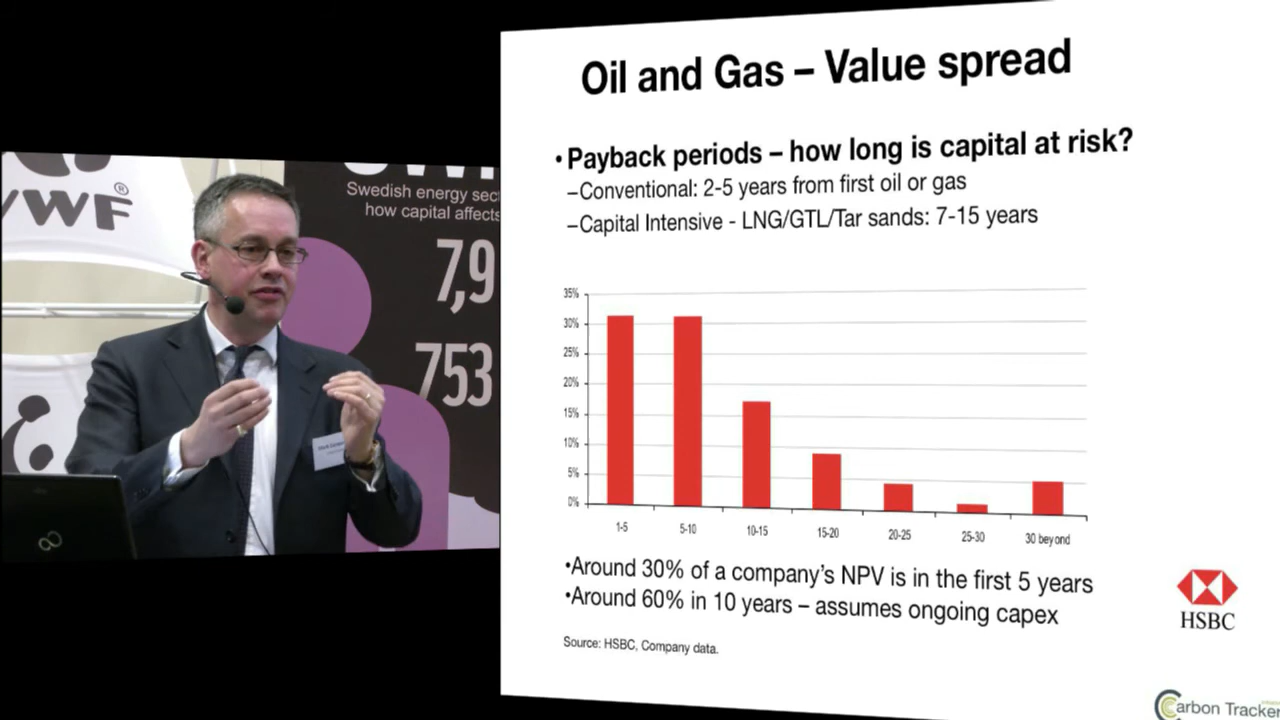 WWF
®
Swedish energy sec
how capital affects
7,9
753
Oil and Gas – Value spread
• Payback periods – how long is capital at risk?
–Conventional: 2-5 years from first oil or gas
–Capital Intensive - LNG/GTL/Tar sands: 7-15 years
35%
30%
25%
20%
15%
10%
5%
0%
1-5
5-10
10-15
15-20
20-25
25-30
30 beyond
•Around 30% of a company's NPV is in the first 5 years
•Around 60% in 10 years – assumes ongoing capex
Source: HSBC, Company data.
HSBC
Carbon Tracker